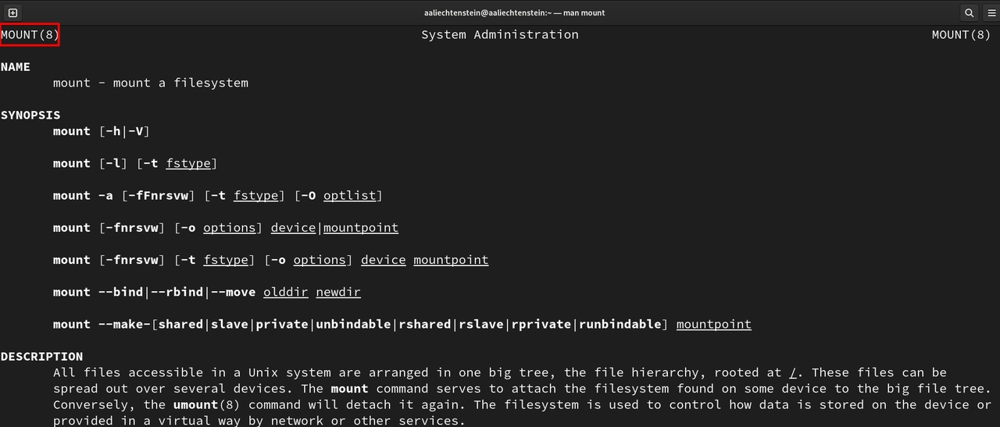 aaliechtenstein@aaliechtenstein:~ — man mount
MOUNT(8) System Administration MOUNT(8)
NAME
mount - mount a filesystem
SYNOPSIS
mount [-h|-V]
mount [-l] [-t fstype]
mount -a [-fFnrsvw] [-t fstype] [-O optlist]
mount [-fnrsvw] [-o options] device|mountpoint
mount [-fnrsvw] [-t fstype] [-o options] device mountpoint
mount --bind|--rbind|--move olddir newdir
mount --make-[shared|slave|private|unbindable|rshared|rslave|rprivate|runbindable] mountpoint
DESCRIPTION
All files accessible in a Unix system are arranged in one big tree, the file hierarchy, rooted at /. These files can be
spread out over several devices. The mount command serves to attach the filesystem found on some device to the big file tree.
Conversely, the umount(8) command will detach it again. The filesystem is used to control how data is stored on the device or
provided in a virtual way by network or other services.